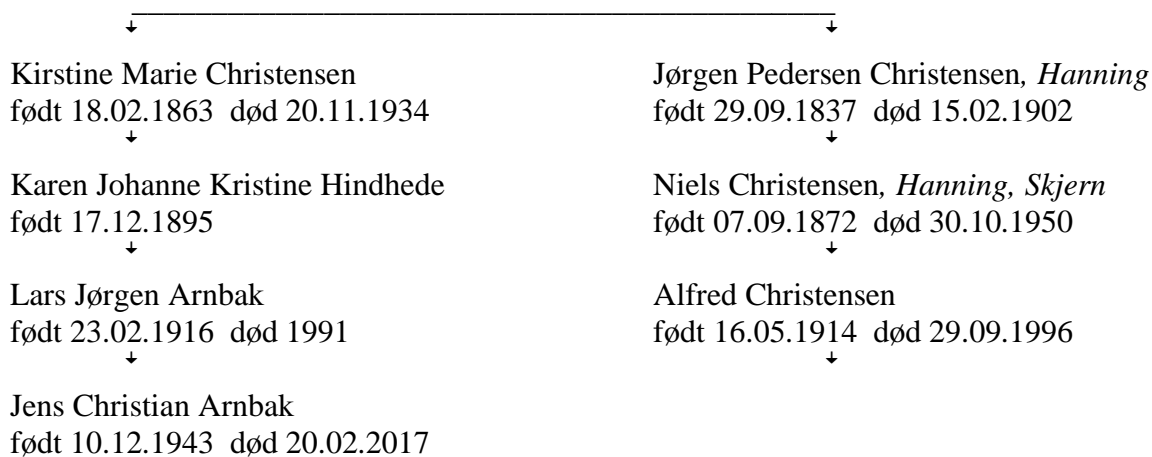 Kirstine Marie Christensen
født 18.02.1863 død 20.11.1934
Jørgen Pedersen Christensen, Hanning
født 29.09.1837 død 15.02.1902
Karen Johanne Kristine Hindhede
født 17.12.1895
Niels Christensen, Hanning, Skjern
født 07.09.1872 død 30.10.1950
Lars Jørgen Arnbak
født 23.02.1916 død 1991
Alfred Christensen
født 16.05.1914 død 29.09.1996
Jens Christian Arnbak
født 10.12.1943 død 20.02.2017